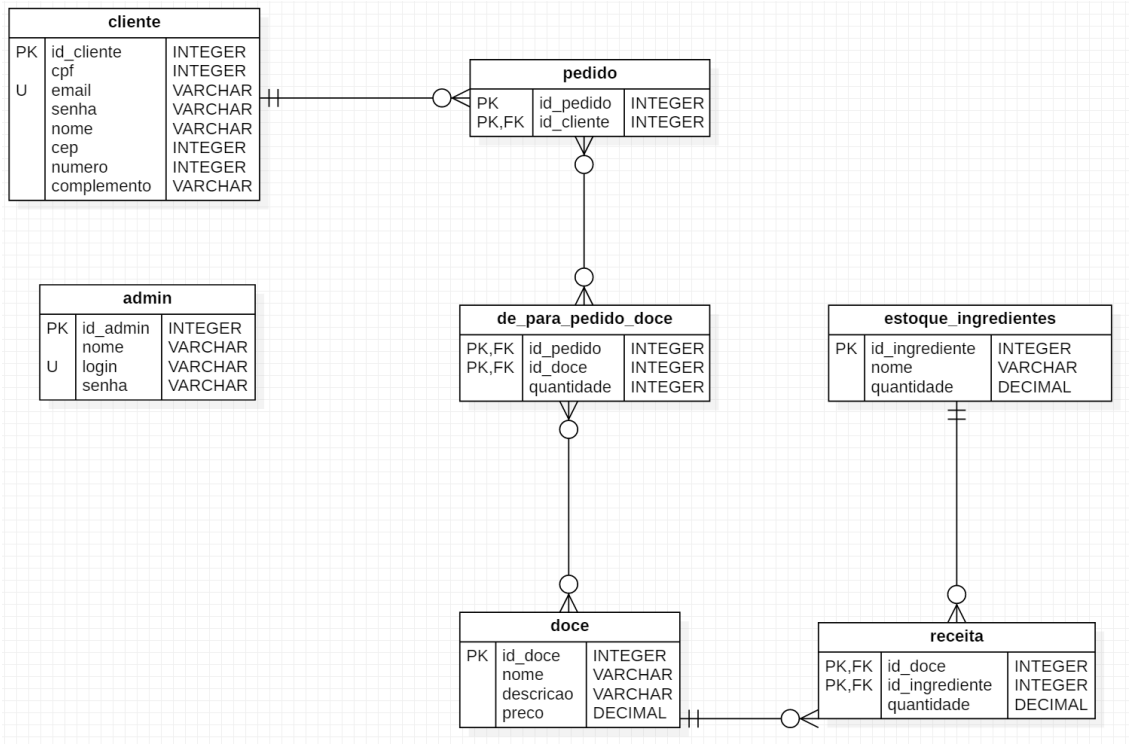 cliente
PK id_cliente INTEGER
cpf INTEGER
U email VARCHAR
senha VARCHAR
nome VARCHAR
cep INTEGER
numero INTEGER
complemento VARCHAR
pedido
PK id_pedido INTEGER
PK,FK id_cliente INTEGER
admin
PK id_admin INTEGER
nome VARCHAR
U login VARCHAR
senha VARCHAR
de_para_pedido_doce
PK,FK id_pedido INTEGER
PK,FK id_doce INTEGER
quantidade INTEGER
estoque_ingredientes
PK id_ingrediente INTEGER
nome VARCHAR
quantidade DECIMAL
doce
PK id_doce INTEGER
nome VARCHAR
descricao VARCHAR
preco DECIMAL
receita
PK,FK id_doce INTEGER
PK,FK id_ingrediente INTEGER
quantidade DECIMAL